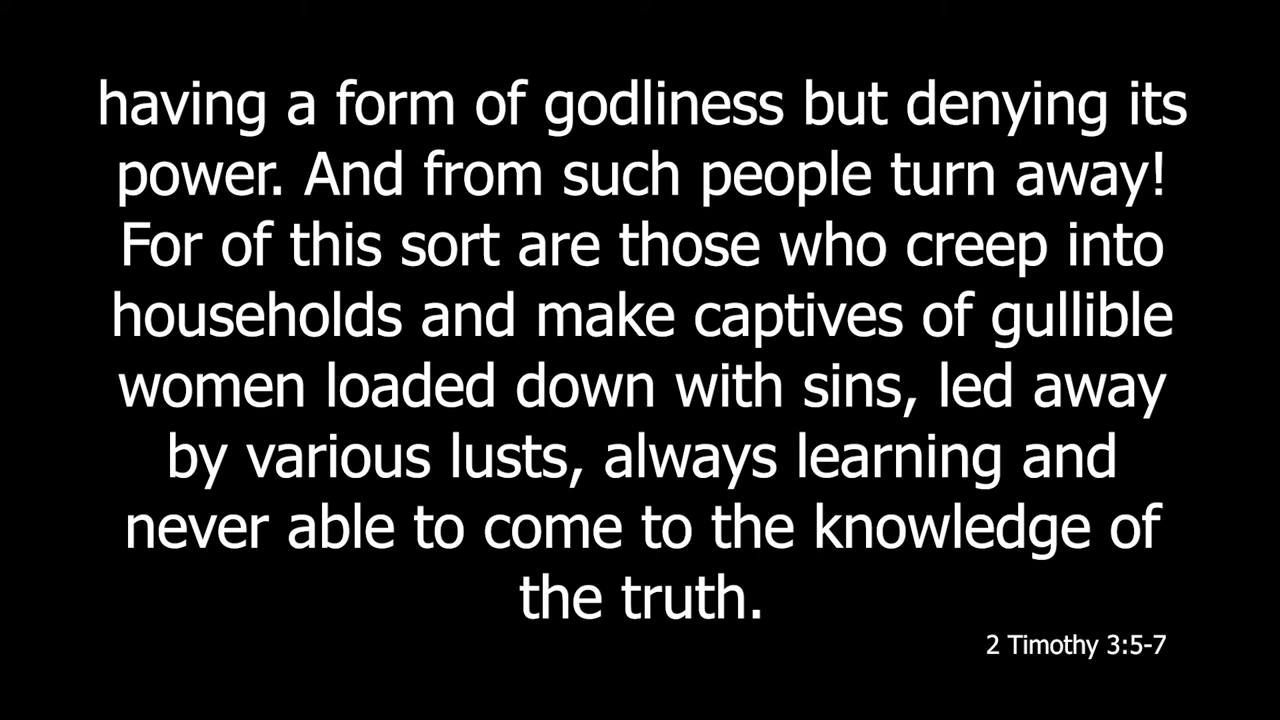 having a form of godliness but denying its
power. And from such people turn away!
For of this sort are those who creep into
households and make captives of gullible
women loaded down with sins, led away
by various lusts, always learning and
never able to come to the knowledge of
the truth.
2 Timothy 3:5-7